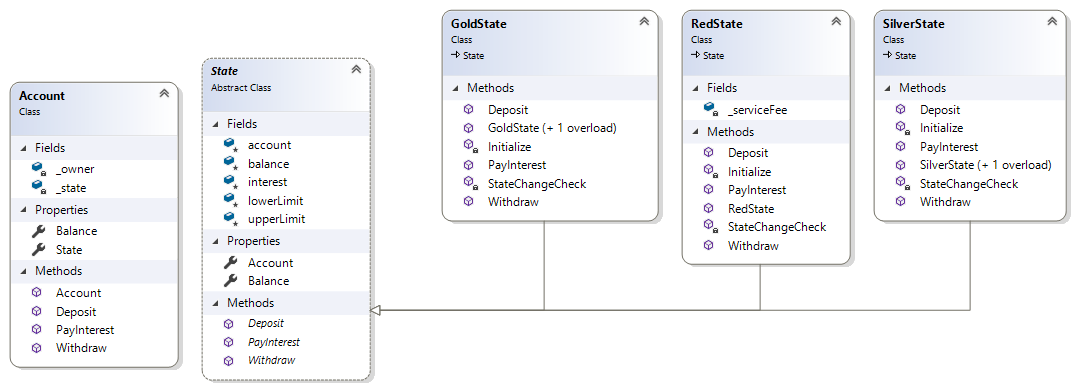 Account
Class
Fields
_owner
_state
Properties
Balance
State
Methods
Account
Deposit
PayInterest
Withdraw
State
Abstract Class
Fields
account
balance
interest
lowerLimit
upperLimit
Properties
Account
Balance
Methods
Deposit
PayInterest
Withdraw
GoldState
Class
State
Methods
Deposit
GoldState (+ 1 overload)
Initialize
PayInterest
StateChangeCheck
Withdraw
RedState
Class
State
Fields
_serviceFee
Methods
Deposit
Initialize
PayInterest
RedState
StateChangeCheck
Withdraw
SilverState
Class
State
Methods
Deposit
Initialize
PayInterest
SilverState (+ 1 overload)
StateChangeCheck
Withdraw